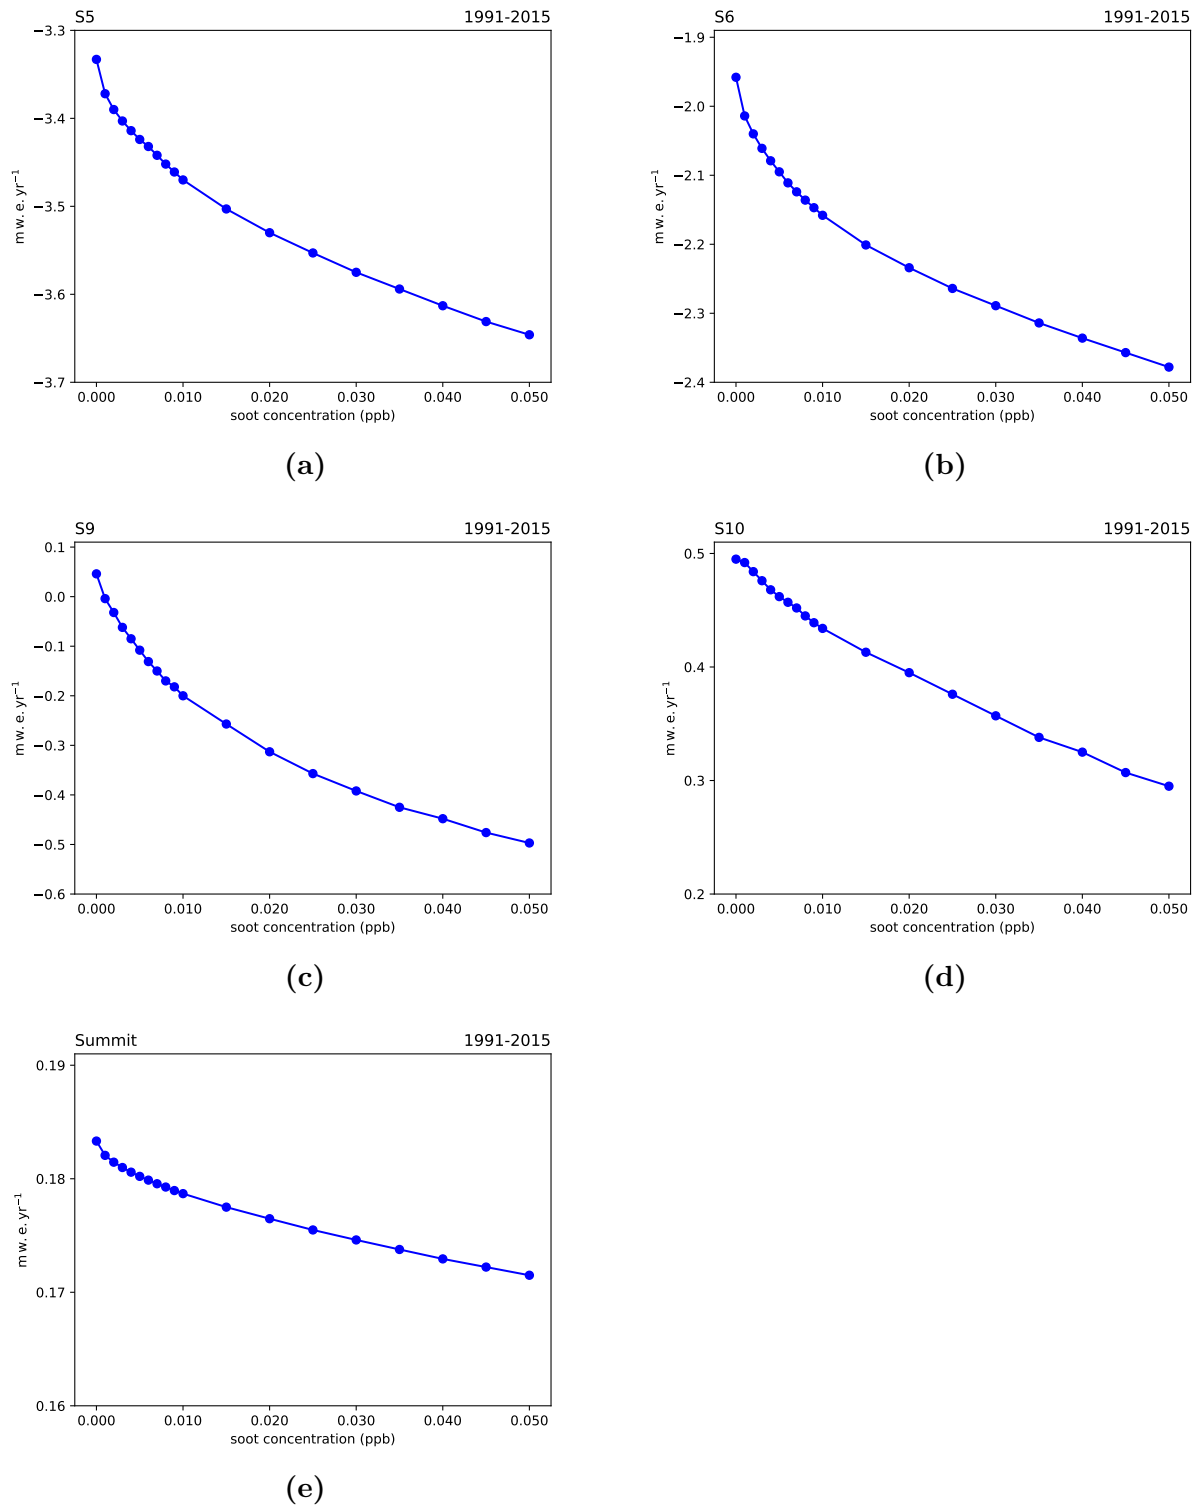 S5 1991-2015
−3.3
−3.4
−3.5
−3.6
−3.7
m w. e. yr⁻¹
0.000 0.010 0.020 0.030 0.040 0.050
soot concentration (ppb)
(a)
S6 1991-2015
−1.9
−2.0
−2.1
−2.2
−2.3
−2.4
m w. e. yr⁻¹
0.000 0.010 0.020 0.030 0.040 0.050
soot concentration (ppb)
(b)
S9 1991-2015
0.1
0.0
−0.1
−0.2
−0.3
−0.4
−0.5
−0.6
m w. e. yr⁻¹
0.000 0.010 0.020 0.030 0.040 0.050
soot concentration (ppb)
(c)
S10 1991-2015
0.5
0.4
0.3
0.2
m w. e. yr⁻¹
0.000 0.010 0.020 0.030 0.040 0.050
soot concentration (ppb)
(d)
Summit 1991-2015
0.19
0.18
0.17
0.16
m w. e. yr⁻¹
0.000 0.010 0.020 0.030 0.040 0.050
soot concentration (ppb)
(e)